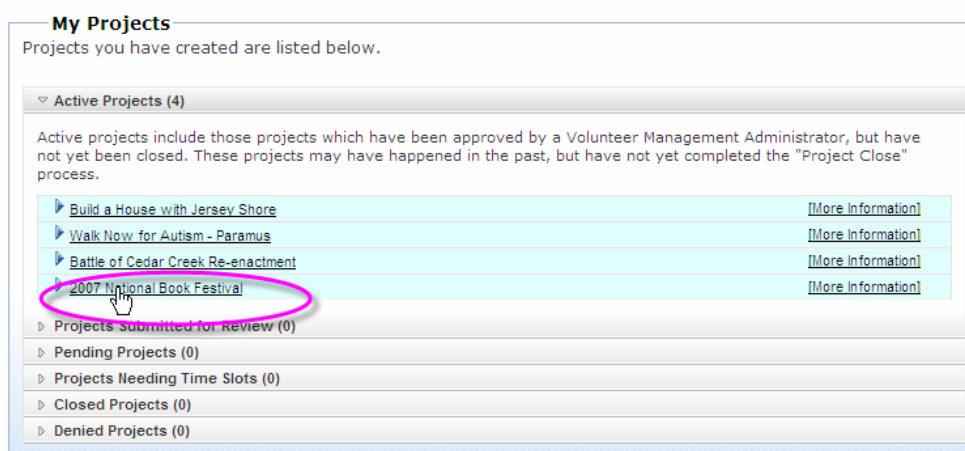 My Projects
Projects you have created are listed below.
Active Projects (4)
Active projects include those projects which have been approved by a Volunteer Management Administrator, but have
not yet been closed. These projects may have happened in the past, but have not yet completed the "Project Close"
process.
Build a House with Jersey Shore [More Information]
Walk Now for Autism - Paramus [More Information]
Battle of Cedar Creek Re-enactment [More Information]
2007 National Book Festival [More Information]
Projects Submitted for Review (0)
Pending Projects (0)
Projects Needing Time Slots (0)
Closed Projects (0)
Denied Projects (0)